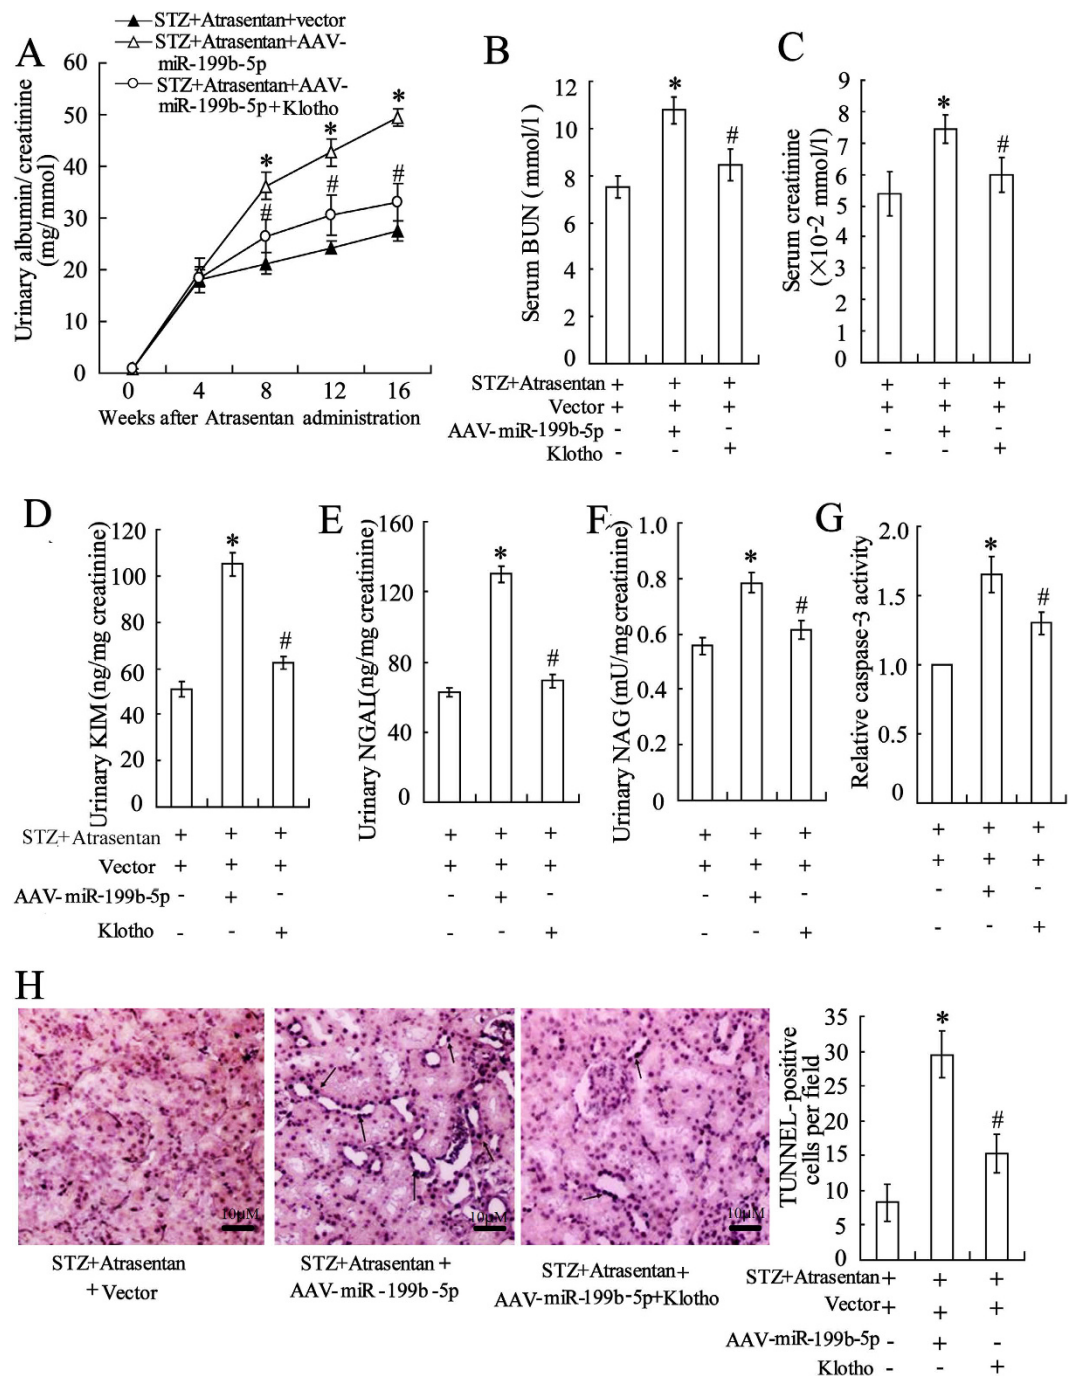 A
STZ+Atrasentan+vector
STZ+Atrasentan+AAV-
miR-199b-5p
STZ+Atrasentan+AAV-
miR-199b-5p+Klotho
Urinary albumin/creatinine
(mg/mmol)
60
50
40
30
20
10
0
* * *
# # #
0 4 8 12 16
Weeks after Atrasentan administration
B
Serum BUN (mmol/l)
12
10
8
6
4
2
0
*
#
STZ+Atrasentan + + +
Vector + + +
AAV-miR-199b-5p - + -
Klotho - - +
C
Serum creatinine
(×10-2 mmol/l)
9
8
7
6
5
4
3
2
1
0
*
#
+ + +
+ + +
- + -
- - +
D
Urinary KIM (ng/mg creatinine)
120
100
80
60
40
20
0
*
#
STZ+Atrasentan + + +
Vector + + +
AAV-miR-199b-5p - + -
Klotho - - +
E
Urinary NGAL(ng/mg creatinine)
160
120
80
40
0
*
#
+ + +
+ + +
- + -
- - +
F
Urinary NAG (mU/mg creatinine)
1.0
0.8
0.6
0.4
0.2
0
*
#
+ + +
+ + +
- + -
- - +
G
Relative caspase-3 activity
2.0
1.5
1.0
0.5
0
*
#
+ + +
+ + +
- + -
- - +
H
10μM
10μM
10μM
STZ+Atrasentan
+Vector
STZ+Atrasentan+
AAV-miR-199b-5p
STZ+Atrasentan+
AAV-miR-199b-5p+Klotho
TUNNEL-positive
cells per field
35
30
25
20
15
10
5
0
*
#
STZ+Atrasentan + + +
Vector + + +
AAV-miR-199b-5p - + -
Klotho - - +